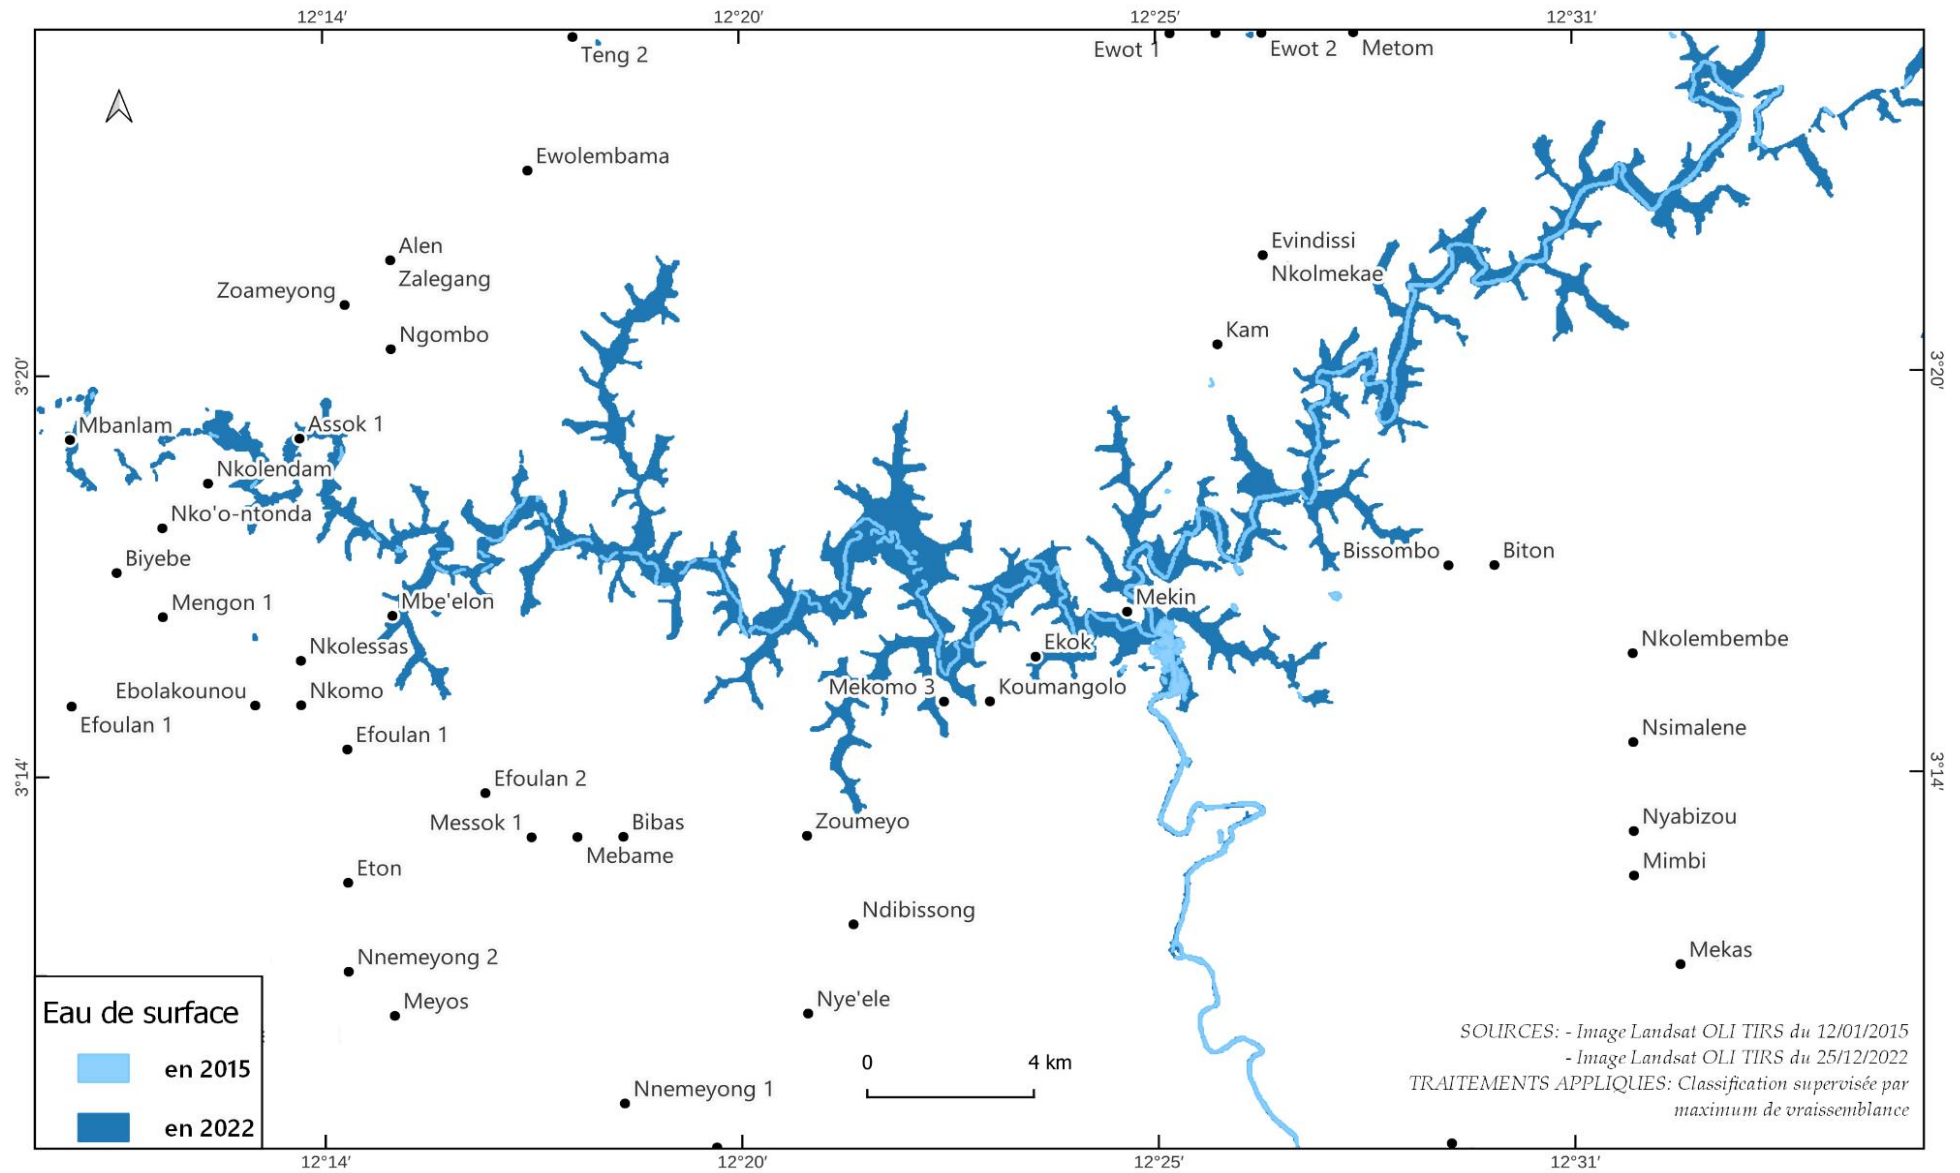 12°14′
12°20′
12°25′
12°31′
Teng 2
Ewot 1
Ewot 2
Metom
Ewolembama
Alen
Zalegang
Evindissi
Nkolmekae
Zoameyong
Ngombo
Kam
3°20′
3°20′
Mbanlam
Assok 1
Nkolendam
Nko'o-ntonda
Biyebe
Bissombo
Biton
Mengon 1
Mbe'elon
Mekin
Nkolessas
Ekok
Nkolembembe
Ebolakounou
Nkomo
Mekomo 3
Koumangolo
Efoulan 1
Efoulan 1
Nsimalene
3°14′
3°14′
Efoulan 2
Messok 1
Bibas
Mebame
Zoumeyo
Nyabizou
Mimbi
Eton
Ndibissong
Nnemeyong 2
Mekas
Meyos
Nye'ele
Nnemeyong 1
Eau de surface
en 2015
en 2022
0 4 km
SOURCES: - Image Landsat OLI TIRS du 12/01/2015
- Image Landsat OLI TIRS du 25/12/2022
TRAITEMENTS APPLIQUES: Classification supervisée par
maximum de vraissemblance
12°14′
12°20′
12°25′
12°31′